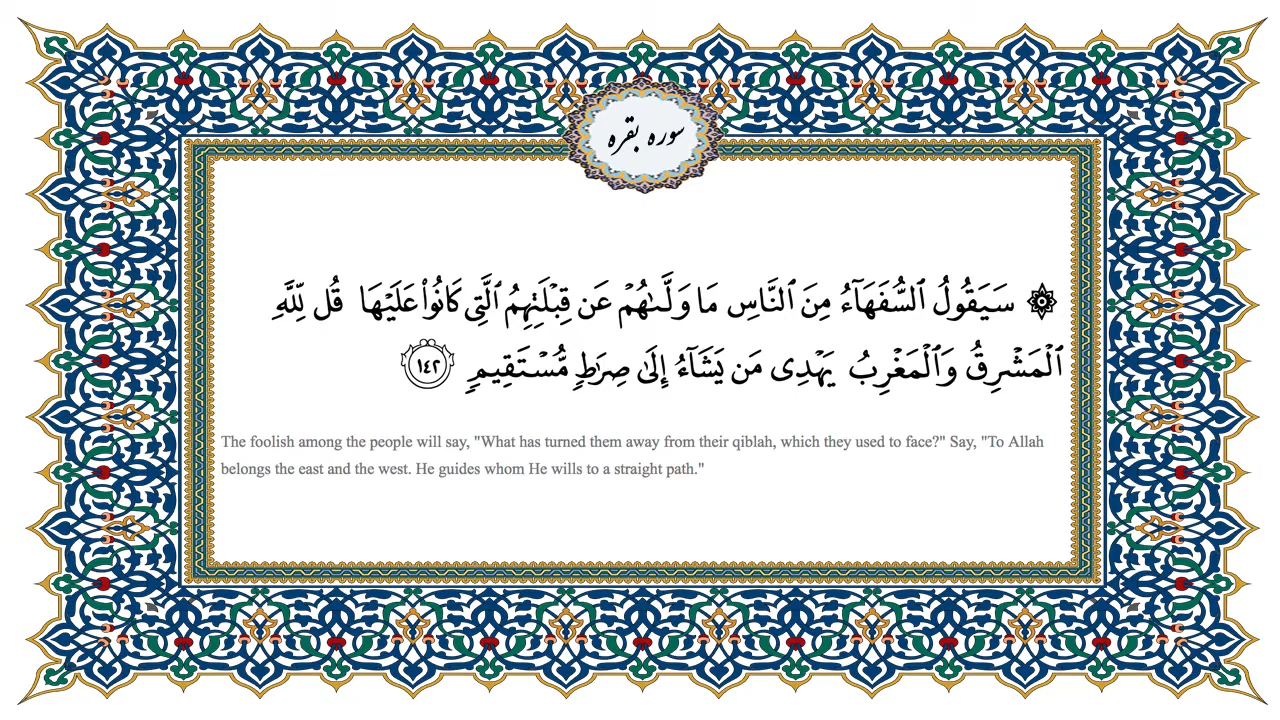 سوره بقره
۞ سَيَقُولُ ٱلسُّفَهَآءُ مِنَ ٱلنَّاسِ مَا وَلَّىٰهُمْ عَن قِبْلَتِهِمُ ٱلَّتِى كَانُوا۟ عَلَيْهَا قُل لِّلَّهِ
ٱلْمَشْرِقُ وَٱلْمَغْرِبُ يَهْدِى مَن يَشَآءُ إِلَىٰ صِرَٰطٍ مُّسْتَقِيمٍ ١٤٢
The foolish among the people will say, "What has turned them away from their qiblah, which they used to face?" Say, "To Allah
belongs the east and the west. He guides whom He wills to a straight path."